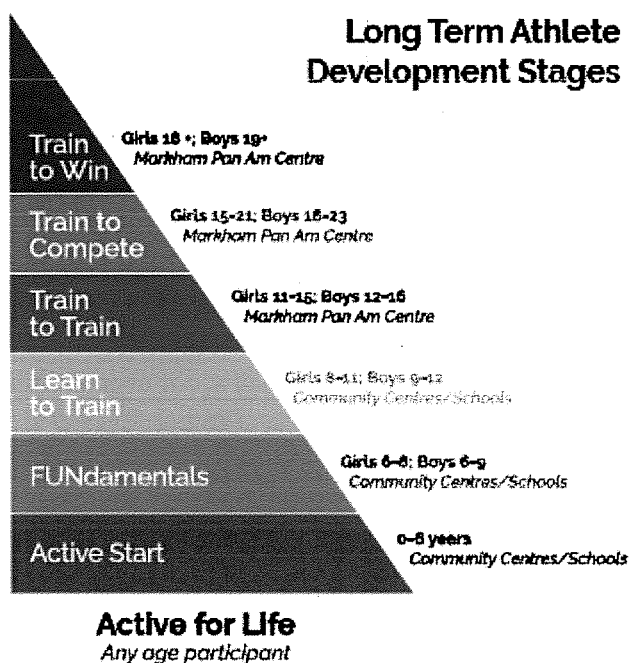 Long Term Athlete
Development Stages
Train
to Win
Girls 18 +; Boys 19+
Markham Pan Am Centre
Train to
Compete
Girls 15-21; Boys 16-23
Markham Pan Am Centre
Train
to Train
Girls 11-15; Boys 12-16
Markham Pan Am Centre
Learn
to Train
Girls 8-11; Boys 9-12
Community Centres/Schools
FUNdamentals
Girls 6-8; Boys 6-9
Community Centres/Schools
Active Start
0-6 years
Community Centres/Schools
Active for Life
Any age participant